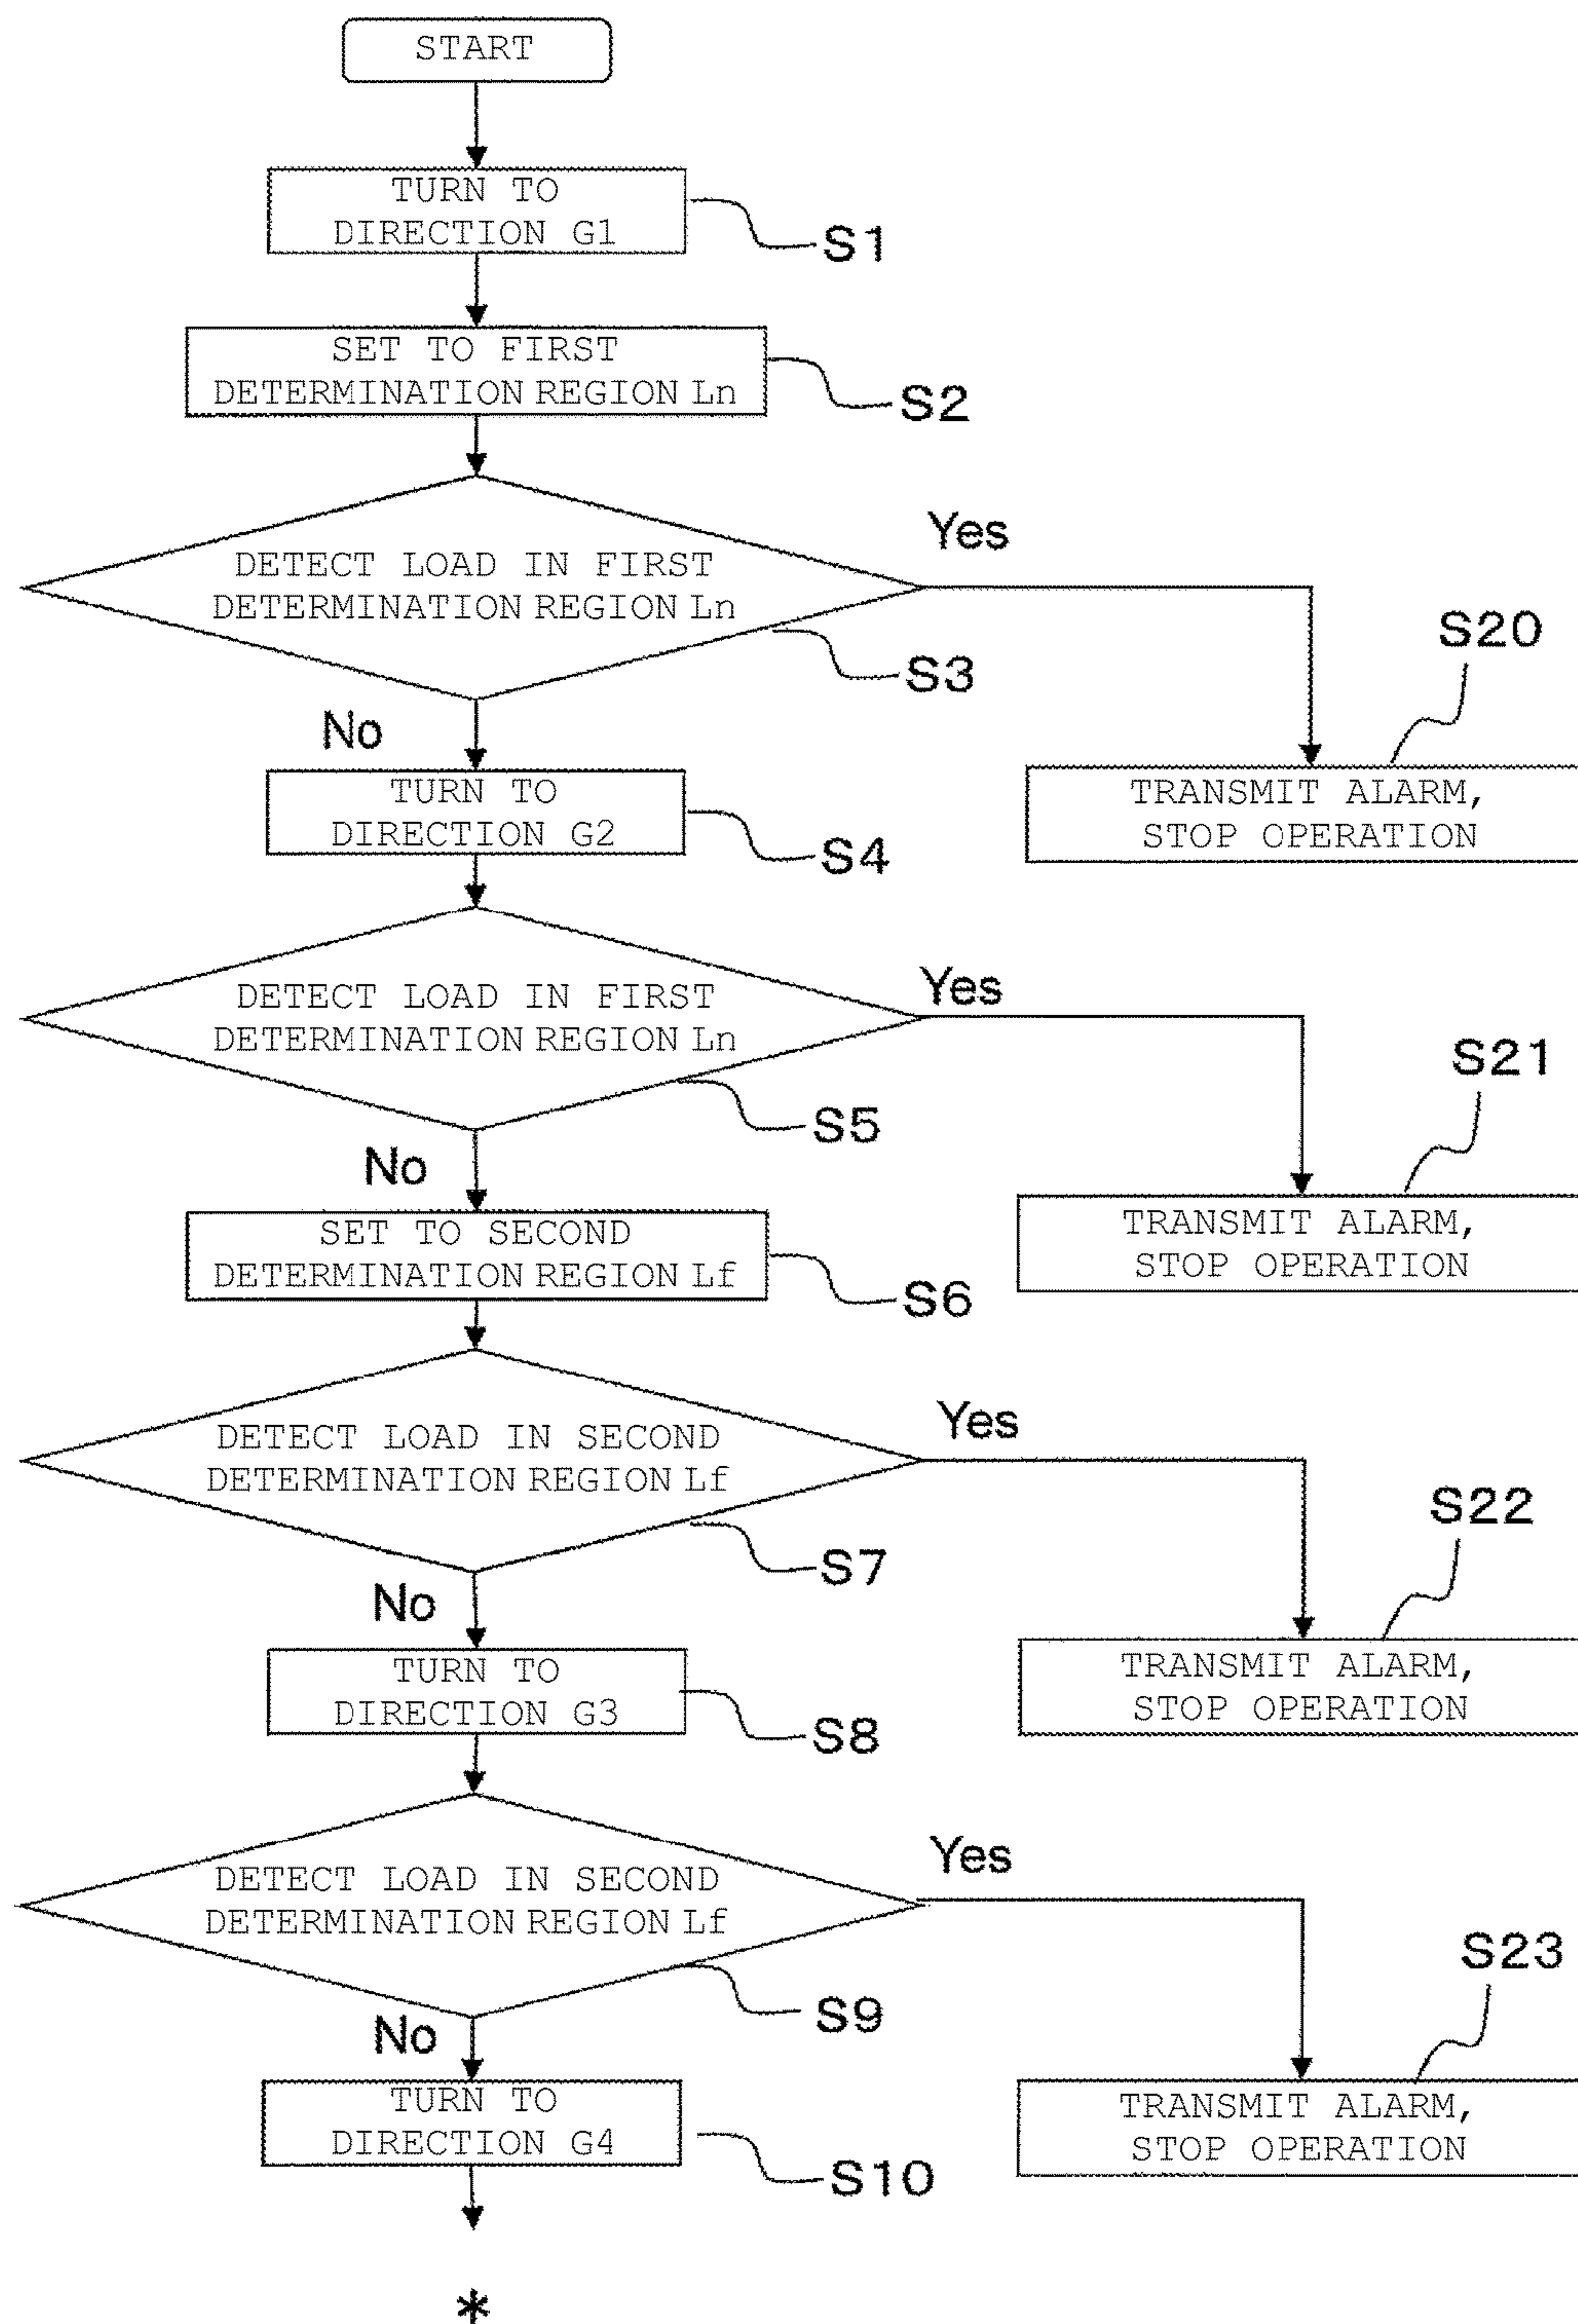 START
TURN TO
DIRECTION G1
S1
SET TO FIRST
DETERMINATION REGION Ln
S2
DETECT LOAD IN FIRST
DETERMINATION REGION Ln
Yes
S3
S20
No
TRANSMIT ALARM,
STOP OPERATION
TURN TO
DIRECTION G2
S4
DETECT LOAD IN FIRST
DETERMINATION REGION Ln
Yes
S5
S21
No
TRANSMIT ALARM,
STOP OPERATION
SET TO SECOND
DETERMINATION REGION Lf
S6
DETECT LOAD IN SECOND
DETERMINATION REGION Lf
Yes
S7
S22
No
TRANSMIT ALARM,
STOP OPERATION
TURN TO
DIRECTION G3
S8
DETECT LOAD IN SECOND
DETERMINATION REGION Lf
Yes
S9
S23
No
TRANSMIT ALARM,
STOP OPERATION
TURN TO
DIRECTION G4
S10
*